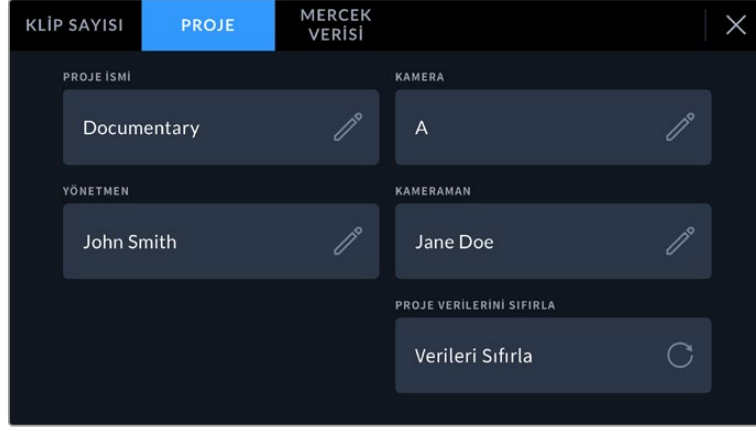 KLİP SAYISI
PROJE
MERCEK
VERİSİ
PROJE İSMİ
KAMERA
Documentary
A
YÖNETMEN
KAMERAMAN
John Smith
Jane Doe
PROJE VERİLERİNİ SIFIRLA
Verileri Sıfırla